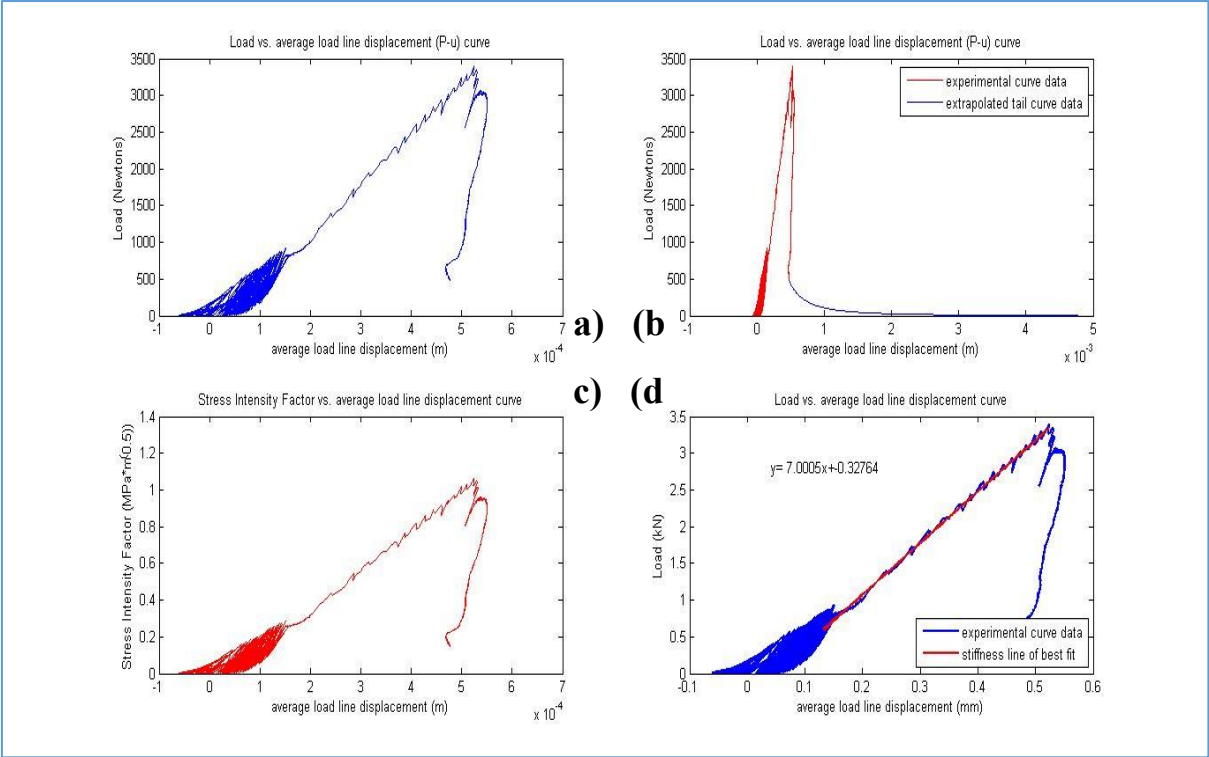 Load vs. average load line displacement (P-u) curve
3500
3000
2500
2000
1500
1000
500
0
Load (Newtons)
-1 0 1 2 3 4 5 6 7
average load line displacement (m)
x 10⁻⁴
a)
Load vs. average load line displacement (P-u) curve
experimental curve data
extrapolated tail curve data
3500
3000
2500
2000
1500
1000
500
0
Load (Newtons)
-1 0 1 2 3 4 5
average load line displacement (m)
x 10⁻³
(b
Stress Intensity Factor vs. average load line displacement curve
c)
1.4
1.2
1
0.8
0.6
0.4
0.2
0
Stress Intensity Factor (MPa*m(0.5))
-1 0 1 2 3 4 5 6 7
average load line displacement (m)
x 10⁻⁴
(d
Load vs. average load line displacement curve
y= 7.0005x+-0.32764
3.5
3
2.5
2
1.5
1
0.5
0
Load (kN)
experimental curve data
stiffness line of best fit
-0.1 0 0.1 0.2 0.3 0.4 0.5 0.6
average load line displacement (mm)